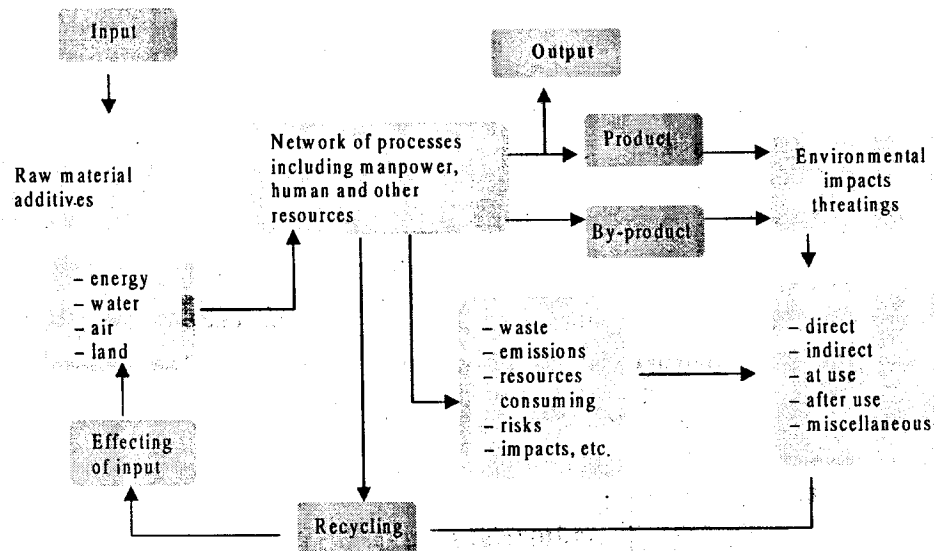 Input
Output
Raw material
additives
Network of processes
including manpower,
human and other
resources
Product
By-product
Environmental
impacts
threatings
– energy
– water
– air
– land
– waste
– emissions
– resources
consuming
– risks
– impacts, etc.
– direct
– indirect
– at use
– after use
– miscellaneous
Effecting
of input
Recycling